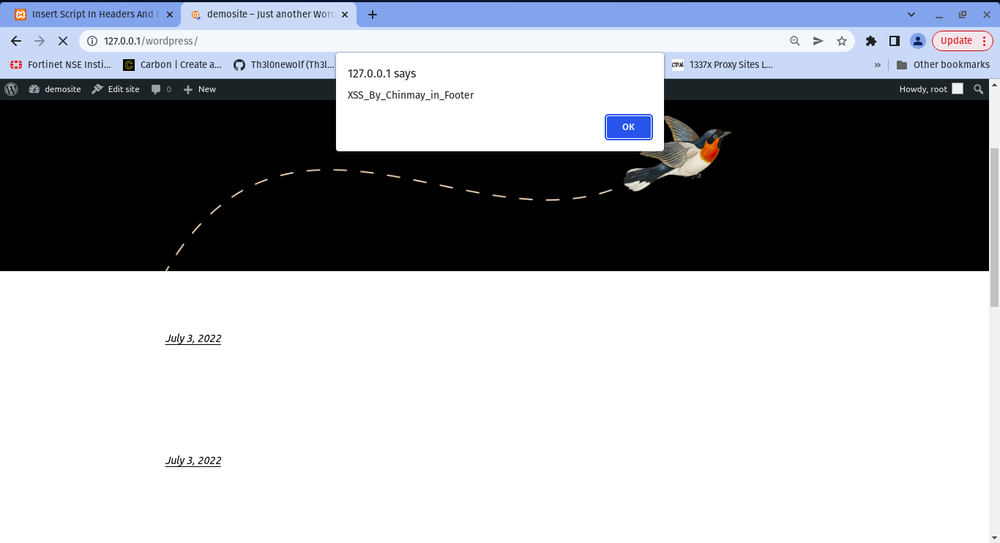 Insert Script In Headers And F
demosite – Just another Word
127.0.0.1/wordpress/
Update
Fortinet NSE Insti...
Carbon | Create a...
Th3l0newolf (Th3l...
1337x Proxy Sites L...
»
Other bookmarks
127.0.0.1 says
XSS_By_Chinmay_in_Footer
OK
demosite
Edit site
0
New
Howdy, root
July 3, 2022
July 3, 2022